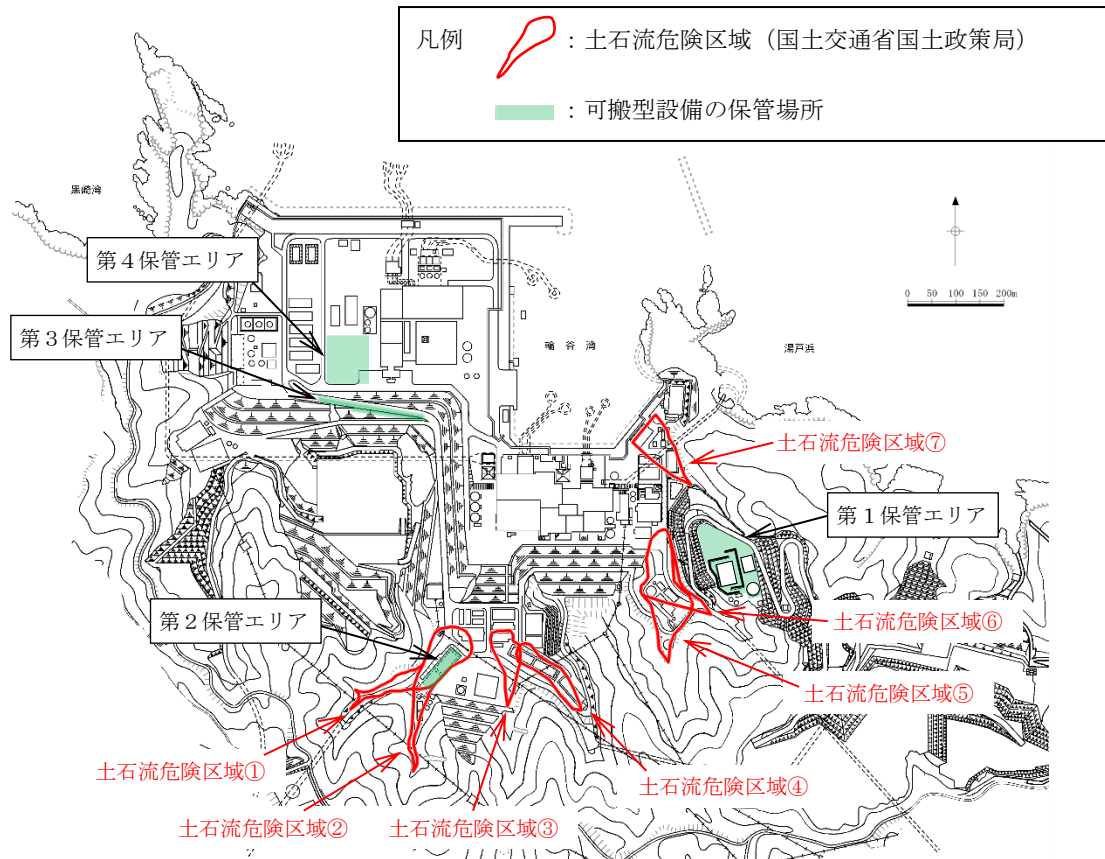 凡例
：土石流危険区域（国土交通省国土政策局）
：可搬型設備の保管場所
黒崎湾
第４保管エリア
0 50 100 150 200m
第３保管エリア
輪谷湾
湯戸浜
土石流危険区域⑦
第１保管エリア
第２保管エリア
土石流危険区域⑥
土石流危険区域⑤
土石流危険区域①
土石流危険区域④
土石流危険区域②
土石流危険区域③